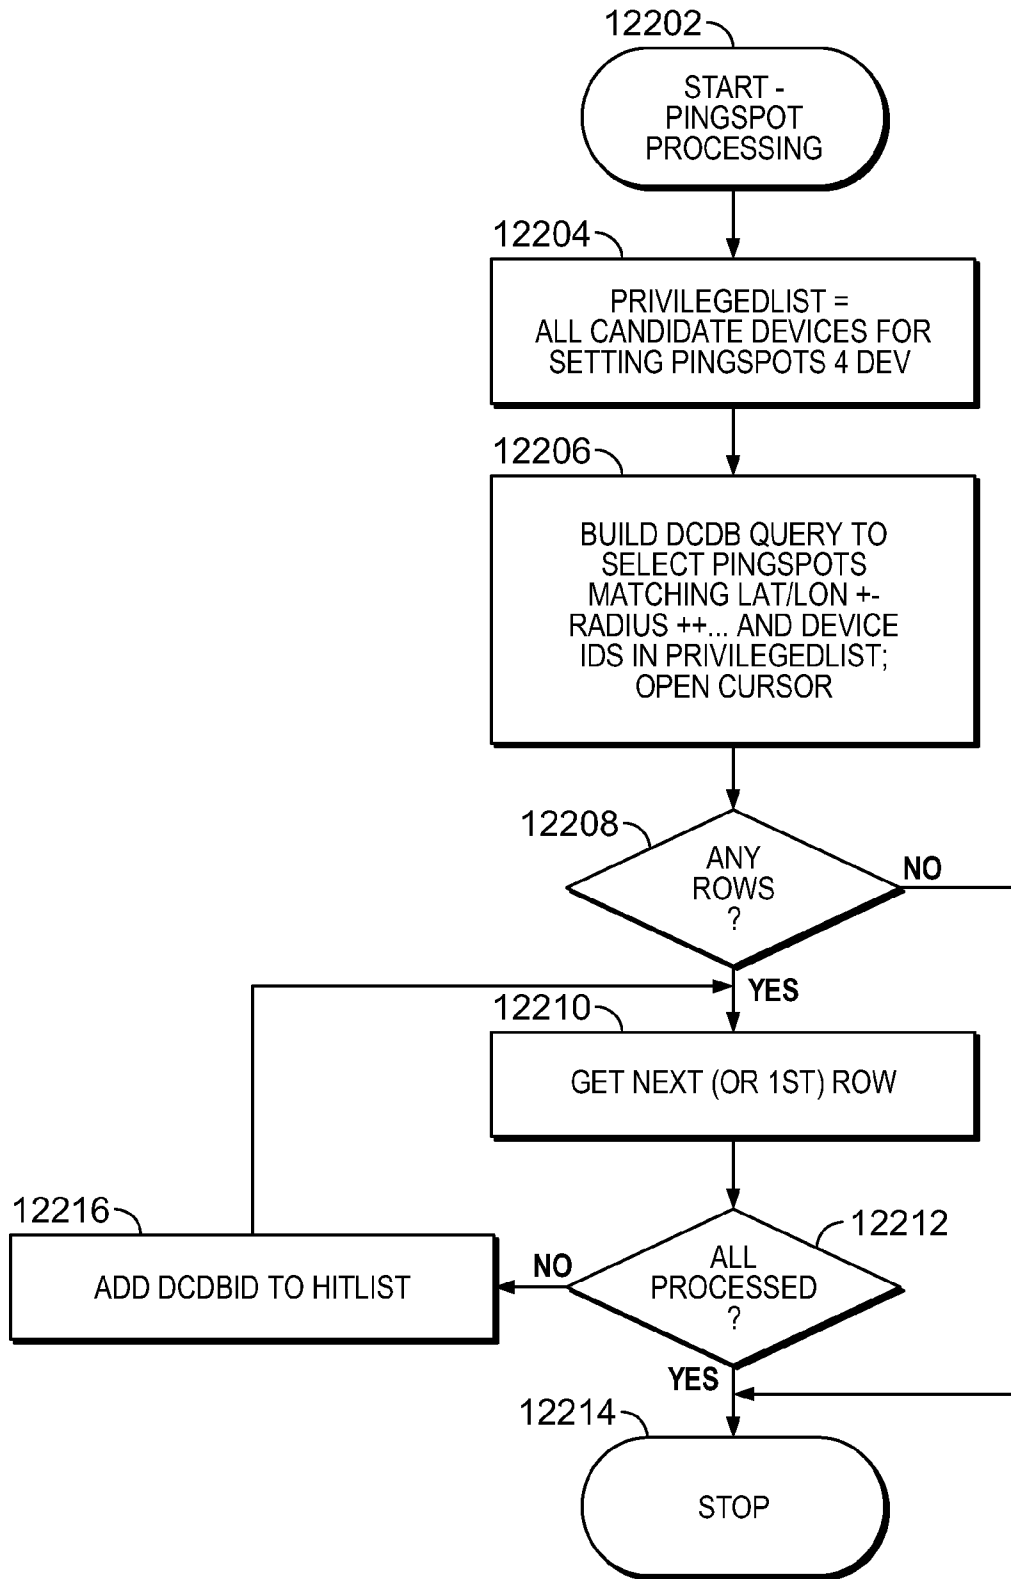 12202
START -
PINGSPOT
PROCESSING
12204
PRIVILEGEDLIST =
ALL CANDIDATE DEVICES FOR
SETTING PINGSPOTS 4 DEV
12206
BUILD DCDB QUERY TO
SELECT PINGSPOTS
MATCHING LAT/LON +-
RADIUS ++... AND DEVICE
IDS IN PRIVILEGEDLIST;
OPEN CURSOR
12208
ANY
ROWS
?
NO
YES
12210
GET NEXT (OR 1ST) ROW
12212
ALL
PROCESSED
?
NO
12216
ADD DCDBID TO HITLIST
YES
12214
STOP